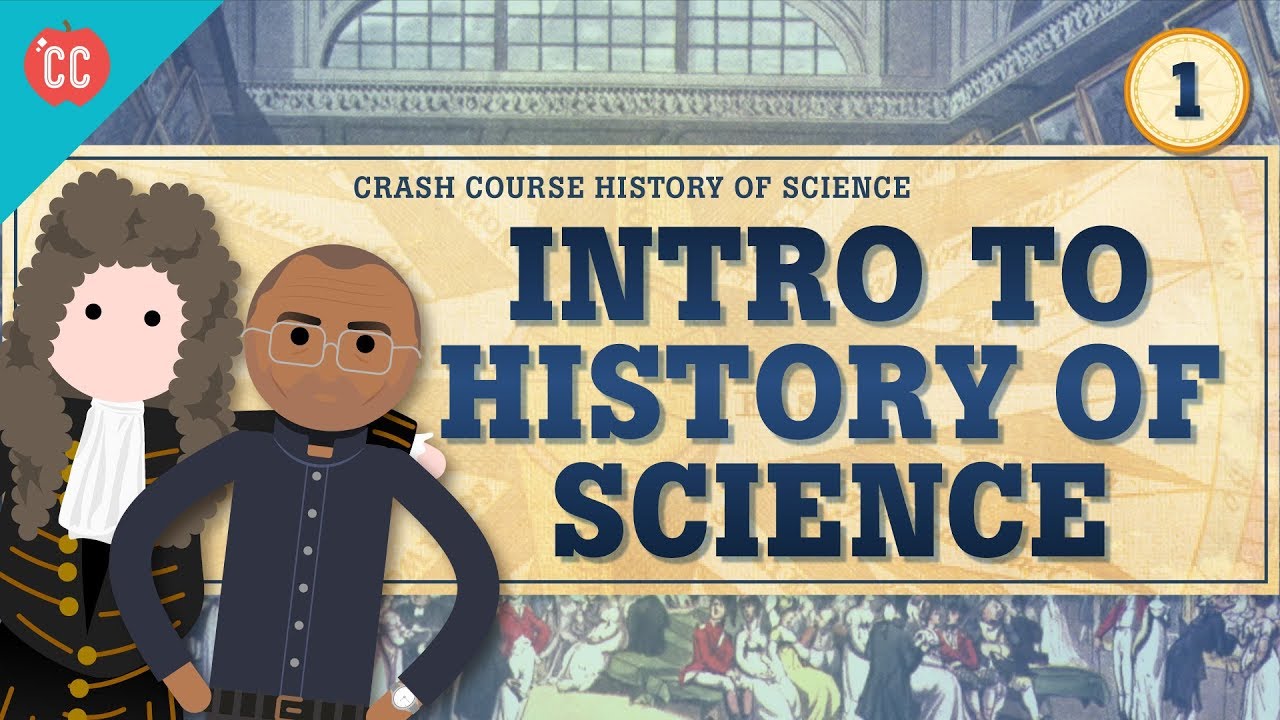 CC
1
CRASH COURSE HISTORY OF SCIENCE
INTRO TO
HISTORY OF
SCIENCE